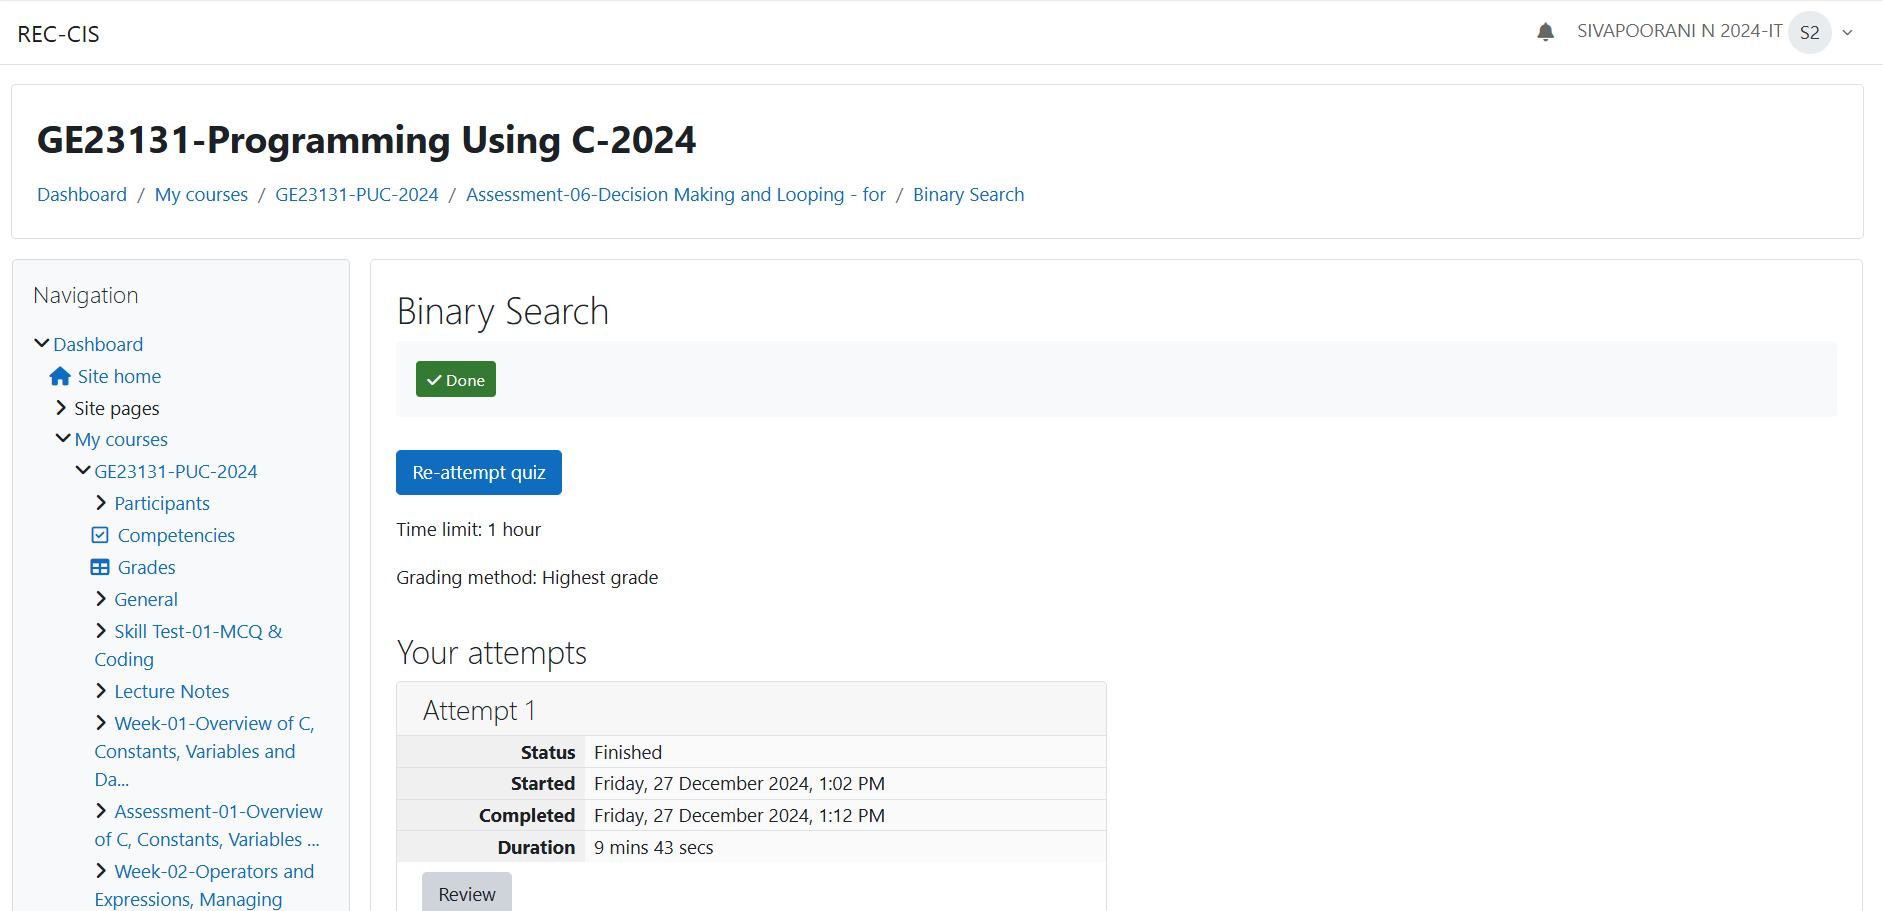 REC-CIS
SIVAPOORANI N 2024-IT S2
GE23131-Programming Using C-2024
Dashboard / My courses / GE23131-PUC-2024 / Assessment-06-Decision Making and Looping - for / Binary Search
Navigation
Dashboard
Site home
Site pages
My courses
GE23131-PUC-2024
Participants
Competencies
Grades
General
Skill Test-01-MCQ &
Coding
Lecture Notes
Week-01-Overview of C,
Constants, Variables and
Da...
Assessment-01-Overview
of C, Constants, Variables ...
Week-02-Operators and
Expressions, Managing
Binary Search
Done
Re-attempt quiz
Time limit: 1 hour
Grading method: Highest grade
Your attempts
Attempt 1
Status Finished
Started Friday, 27 December 2024, 1:02 PM
Completed Friday, 27 December 2024, 1:12 PM
Duration 9 mins 43 secs
Review